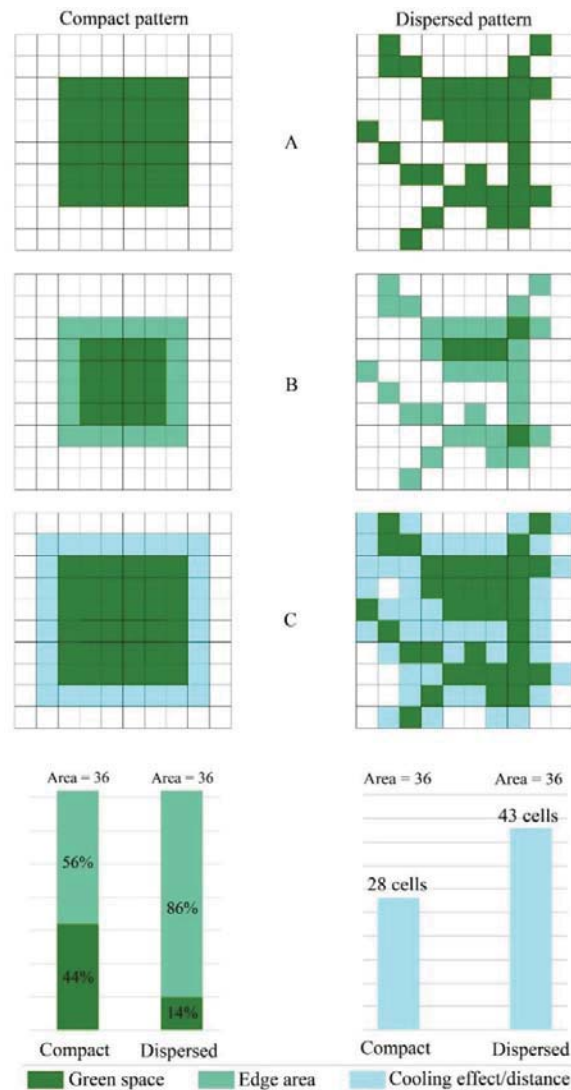 Compact pattern Dispersed pattern
A
B
C
Area = 36 Area = 36 Area = 36 Area = 36
43 cells
56%
28 cells
86%
44%
14%
Compact Dispersed Compact Dispersed
Green space Edge area Cooling effect/distance